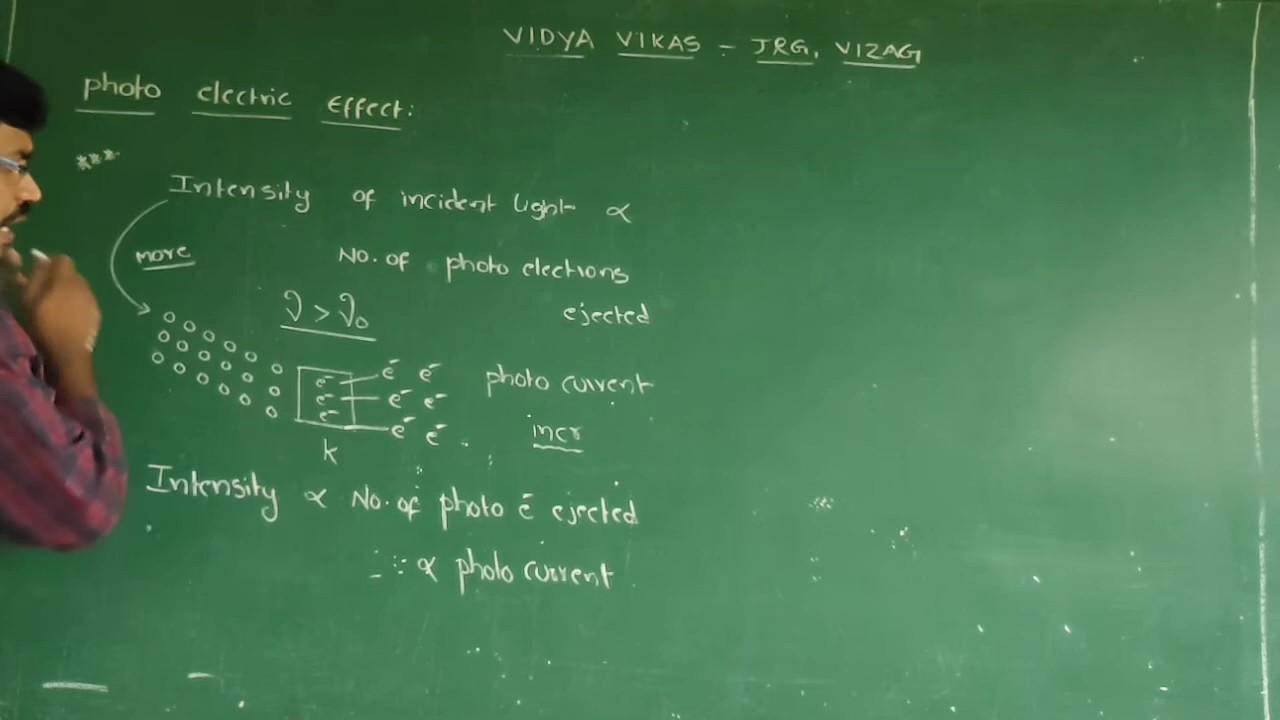 VIDYA VIKAS - JRG, VIZAG
photo electric Effect:
***
Intensity of incident light ∝
more No. of photo electrons
ν > ν₀ ejected
e⁻ e⁻ e⁻ photo current
e⁻ e⁻ e⁻
e⁻ e⁻ e⁻ incr
K
Intensity ∝ No. of photo e⁻ ejected
∝ photo current